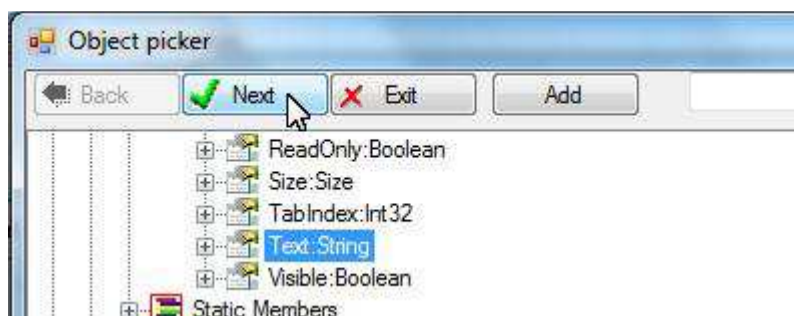 Object picker
Back Next Exit Add
ReadOnly:Boolean
Size:Size
TabIndex:Int32
Text:String
Visible:Boolean
Static Members